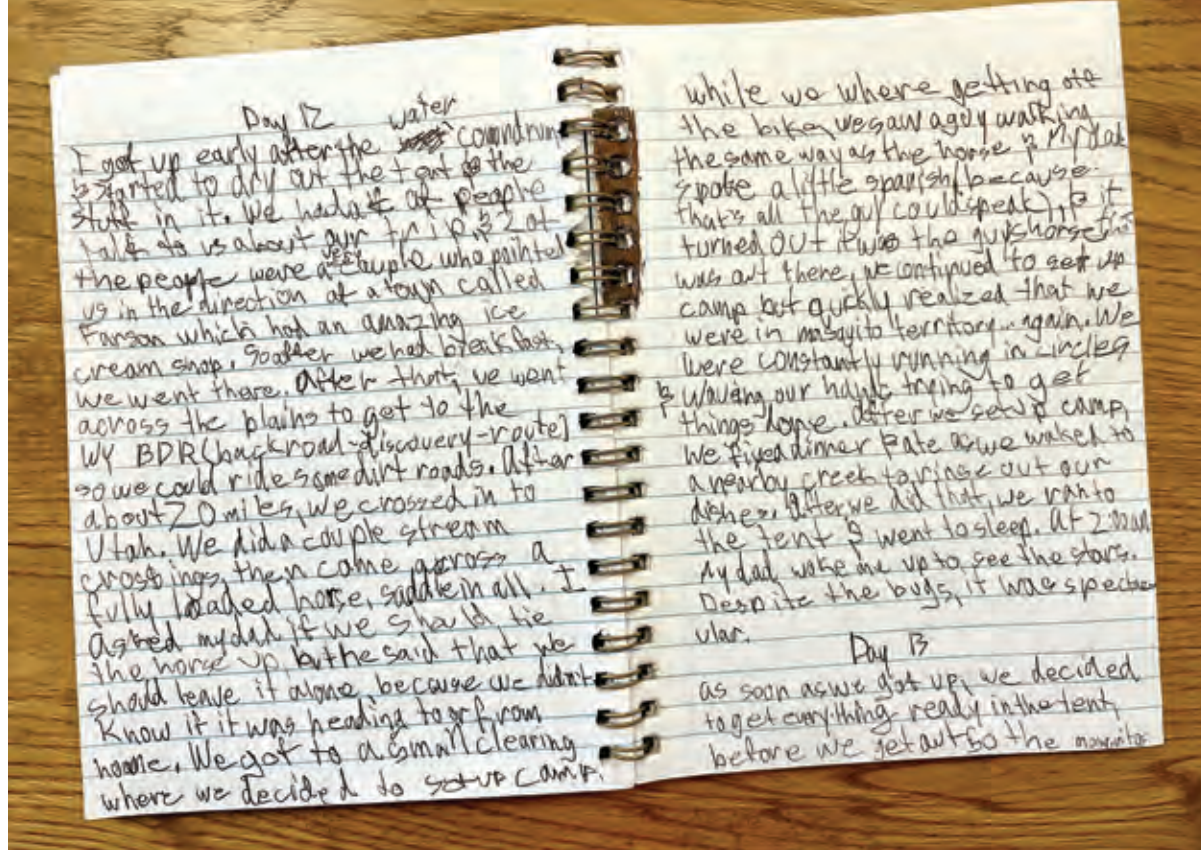 Day 12
water
I got up early after the conundrum
& started to dry out the tent & the
stuff in it. We had a of people
talk to us about our trip, & 2 of
the people were a couple who pointed
us in the direction of a town called
Farson which had an amazing ice
cream shop. So after we had breakfast,
we went there. After that, we went
across the plains to get to the
WY BDR (backroad-discovery-route)
so we could ride some dirt roads. After
about 20 miles, we crossed in to
Utah. We did a couple stream
crossings, then came across a
fully loaded horse, saddle in all. I
asked my dad if we should tie
the horse up, but he said that we
should leave it alone, because we didn't
know if it was heading to or from
home. We got to a small clearing
where we decided to set up camp.
while we where getting off
the bike, we saw a guy walking
the same way as the horse & My dad
spoke a little spanish (because
that's all the guy could speak), & it
turned out it was the guys horse
was out there, we continued to set up
camp but quickly realized that we
were in mosqito territory... again. We
were constantly running in circles
& waving our hands trying to get
things done. After we set up camp,
we fixed dinner & ate as we walked to
a nearby creek to rinse out our
dishes. After we did that, we ran to
the tent & went to sleep. At 2:00 am
My dad woke me up to see the stars.
Despite the bugs, it was spectac
ular.
Day 13
as soon as we got up, we decided
to get everything ready in the tent,
before we get out so the